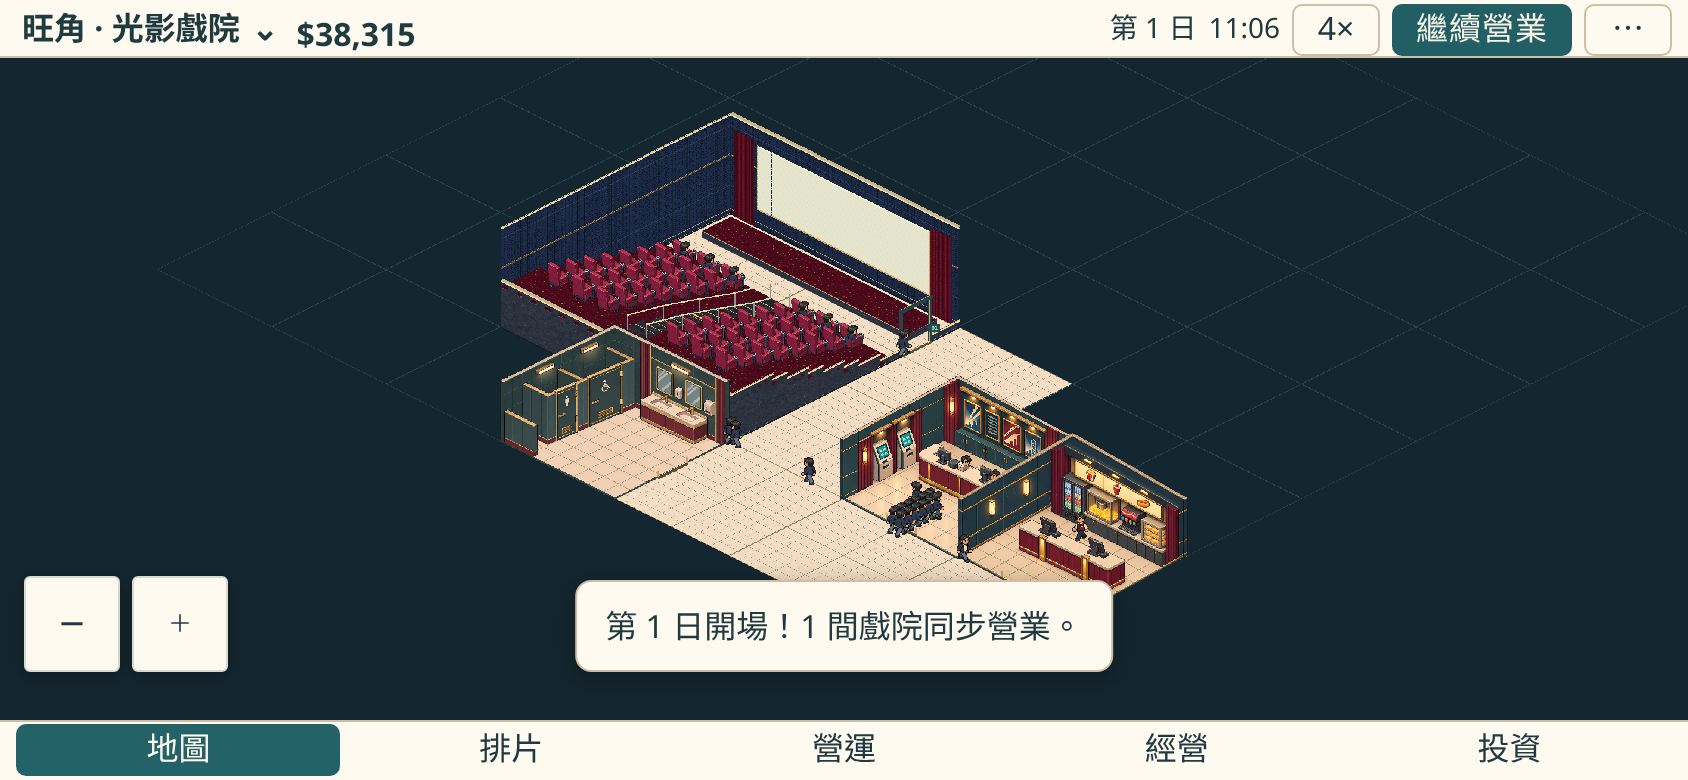 旺角 · 光影戲院 $38,315
第 1 日 11:06 4× 繼續營業 ···
− +
第 1 日開場！1 間戲院同步營業。
地圖 排片 營運 經營 投資